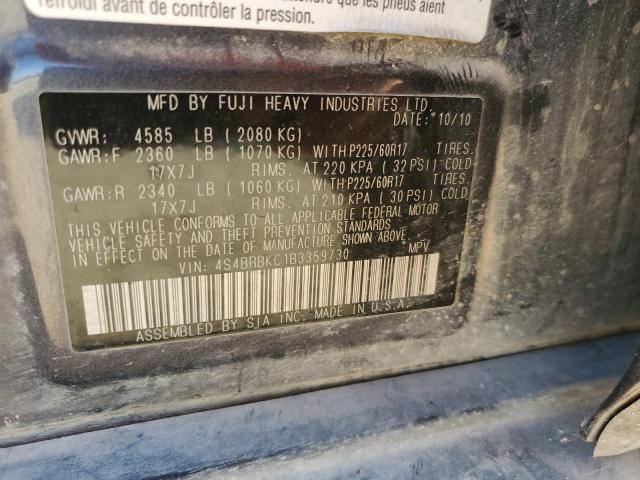 refroidi avant de contrôler la pression.
que les pneus aient
MFD BY FUJI HEAVY INDUSTRIES LTD.
DATE: 10/10
GVWR: 4585 LB (2080 KG)
GAWR:F 2360 LB (1070 KG) WITH P225/60R17 TIRES.
17X7J RIMS. AT 220 KPA (32 PSI) COLD
GAWR:R 2340 LB (1060 KG) WITH P225/60R17 TIRES.
17X7J RIMS. AT 210 KPA (30 PSI) COLD
THIS VEHICLE CONFORMS TO ALL APPLICABLE FEDERAL MOTOR
VEHICLE SAFETY AND THEFT PREVENTION STANDARDS
IN EFFECT ON THE DATE OF MANUFACTURE SHOWN ABOVE.
VIN: 4S4BRBKC1B3359730 MPV
ASSEMBLED BY SIA INC. MADE IN U.S.A.